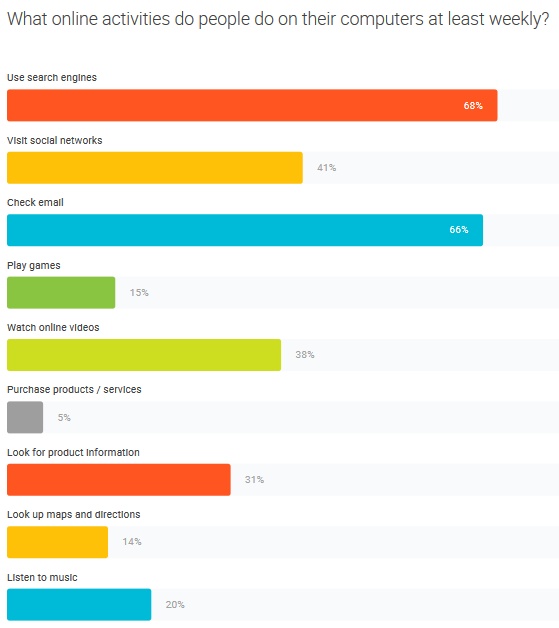 What online activities do people do on their computers at least weekly?
Use search engines
68%
Visit social networks
41%
Check email
66%
Play games
15%
Watch online videos
38%
Purchase products / services
5%
Look for product information
31%
Look up maps and directions
14%
Listen to music
20%